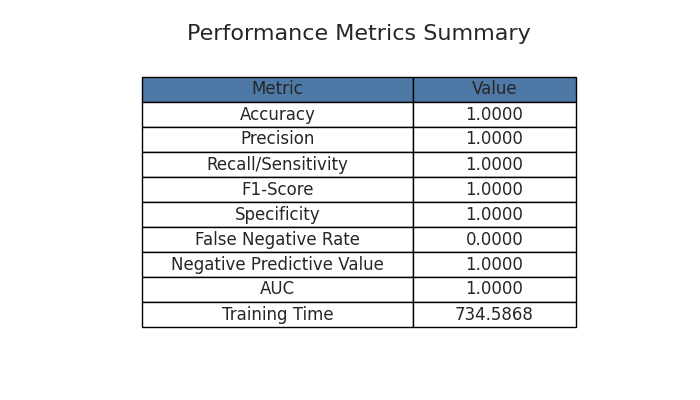 Performance Metrics Summary
Metric Value
Accuracy 1.0000
Precision 1.0000
Recall/Sensitivity 1.0000
F1-Score 1.0000
Specificity 1.0000
False Negative Rate 0.0000
Negative Predictive Value 1.0000
AUC 1.0000
Training Time 734.5868